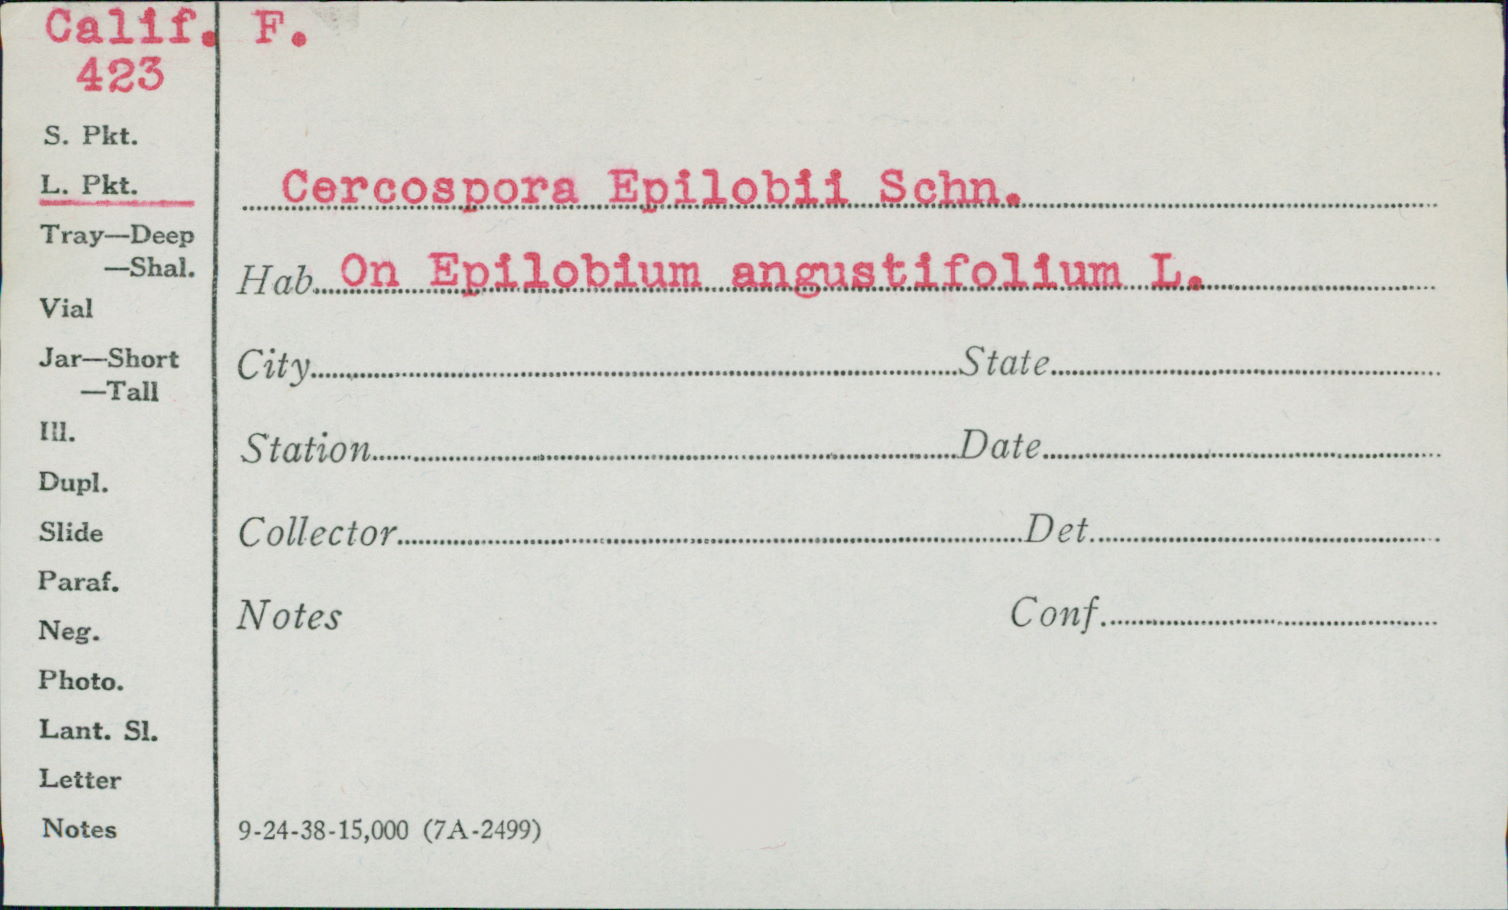 Calif. F.
423
S. Pkt.
L. Pkt.
Tray—Deep
—Shal.
Vial
Jar—Short
—Tall
Ill.
Dupl.
Slide
Paraf.
Neg.
Photo.
Lant. Sl.
Letter
Notes
Cercospora Epilobii Schn.
Hab. On Epilobium angustifolium L.
City State
Station Date
Collector Det.
Notes Conf.
9-24-38-15,000 (7A-2499)